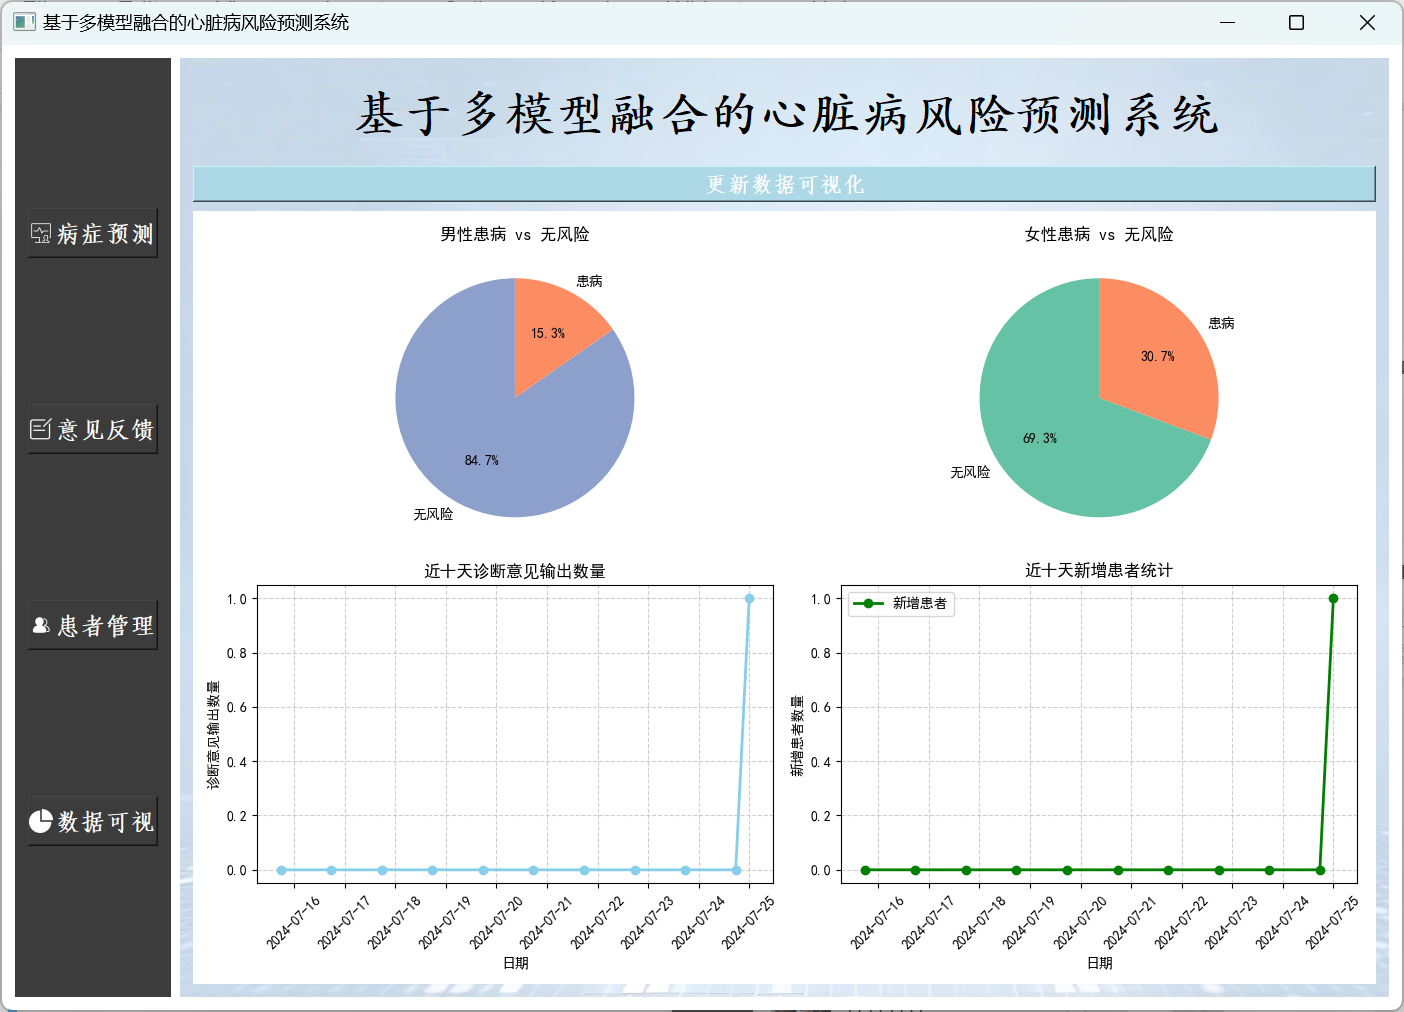 基于多模型融合的心脏病风险预测系统
病症预测
意见反馈
患者管理
数据可视
基于多模型融合的心脏病风险预测系统
更新数据可视化
男性患病 vs 无风险
患病
15.3%
84.7%
无风险
女性患病 vs 无风险
患病
30.7%
69.3%
无风险
近十天诊断意见输出数量
诊断意见输出数量
1.0
0.8
0.6
0.4
0.2
0.0
2024-07-16
2024-07-17
2024-07-18
2024-07-19
2024-07-20
2024-07-21
2024-07-22
2024-07-23
2024-07-24
2024-07-25
日期
近十天新增患者统计
新增患者
新增患者数量
1.0
0.8
0.6
0.4
0.2
0.0
2024-07-16
2024-07-17
2024-07-18
2024-07-19
2024-07-20
2024-07-21
2024-07-22
2024-07-23
2024-07-24
2024-07-25
日期